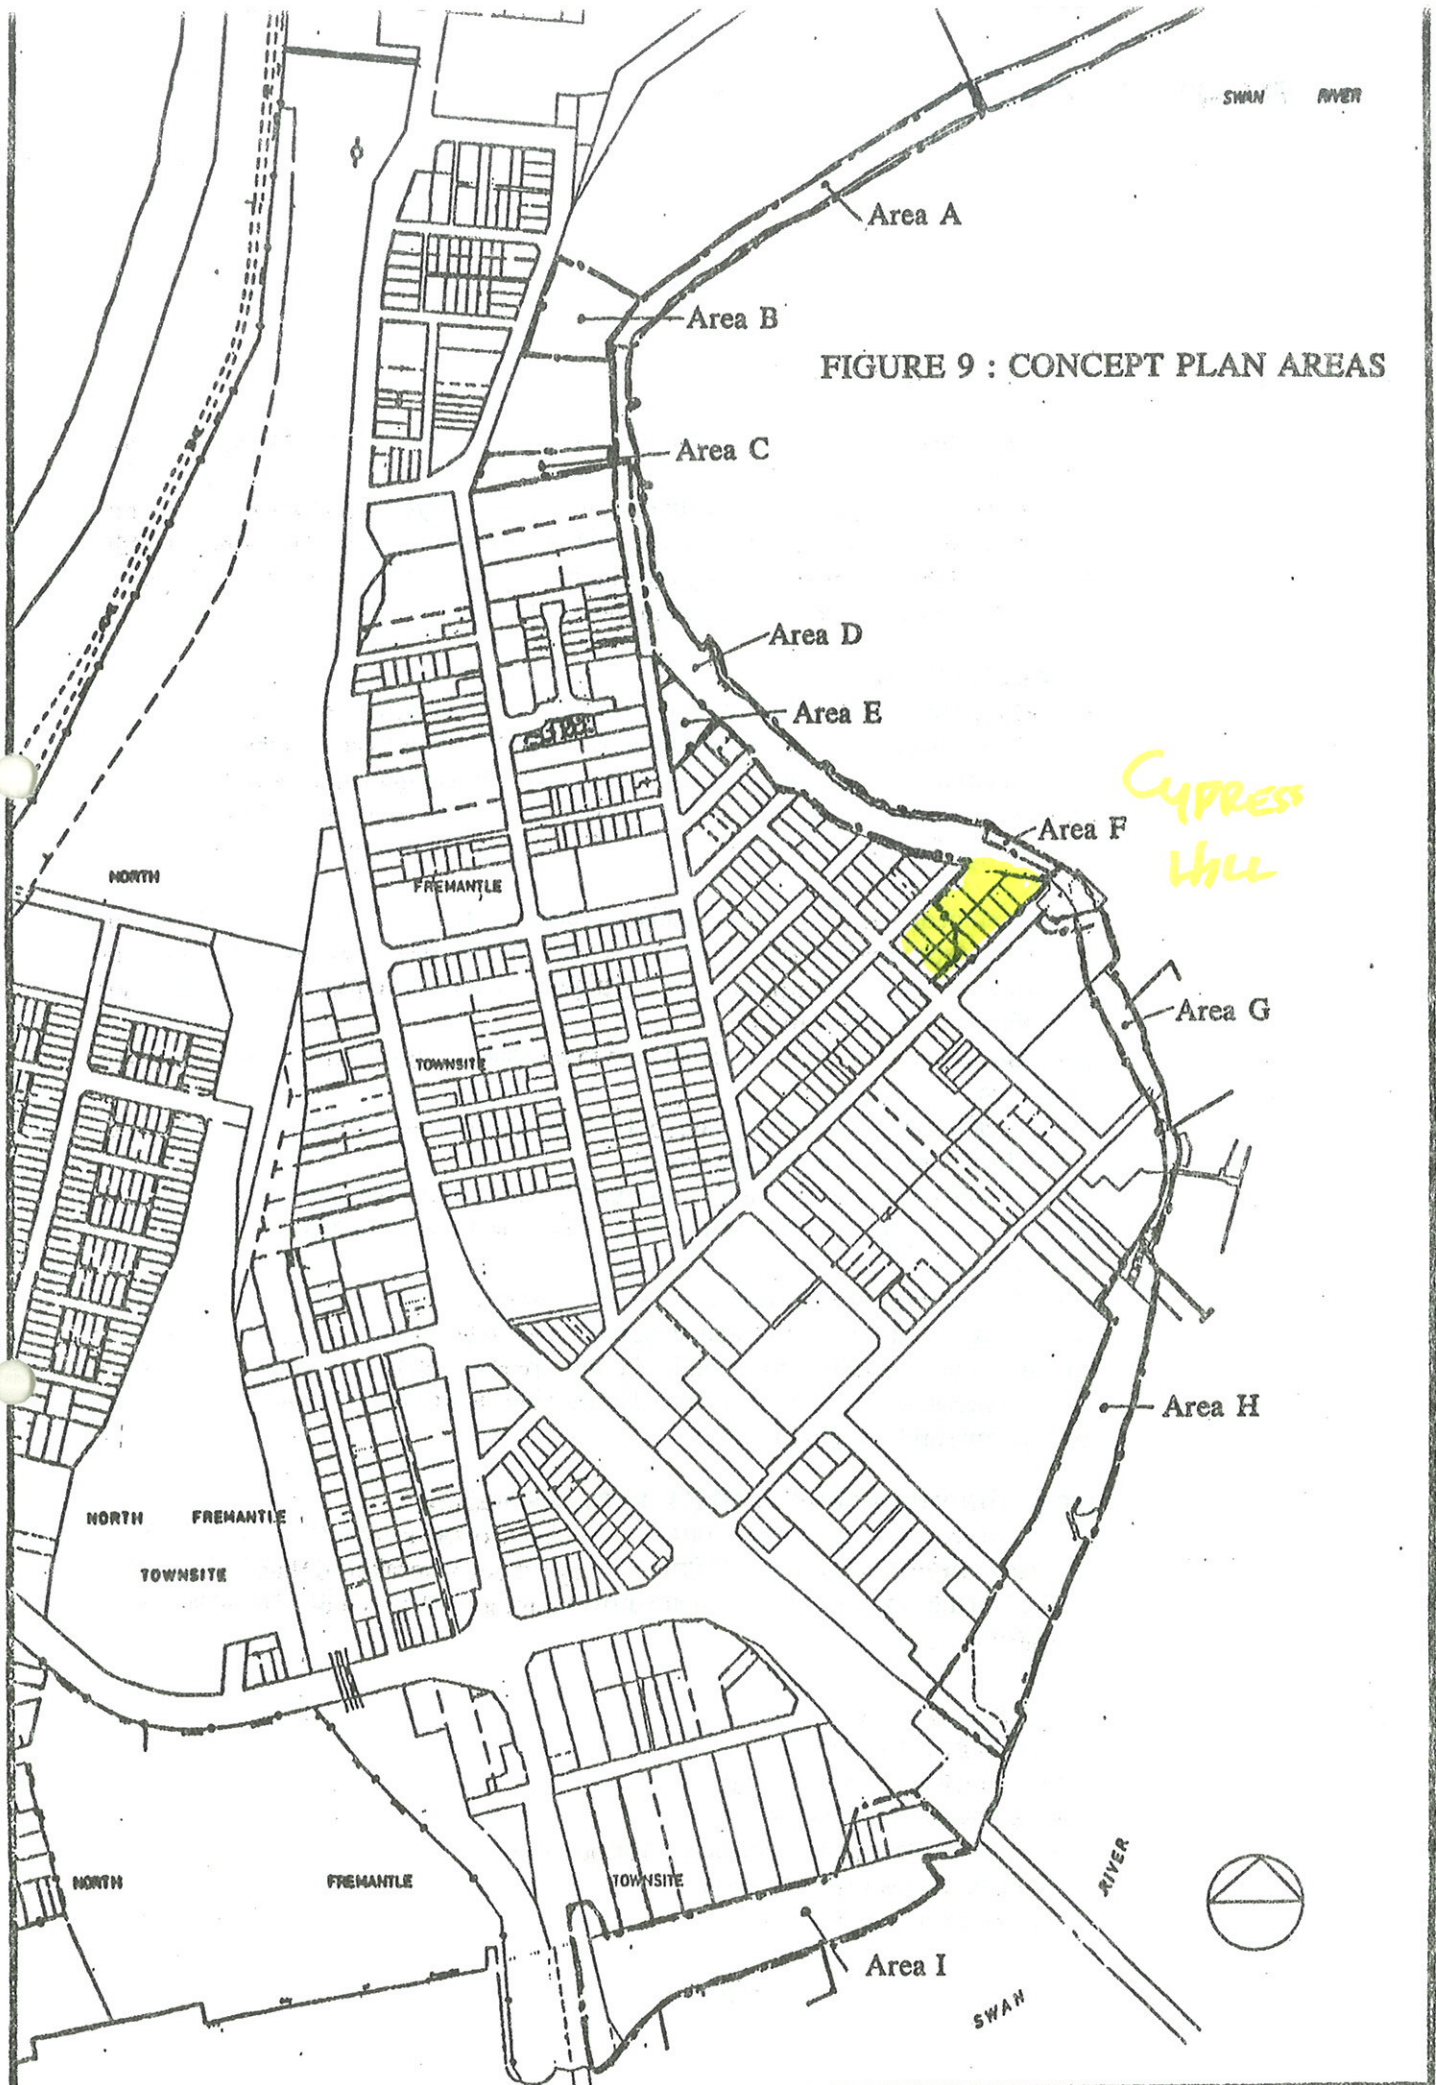 SWAN RIVER
Area A
Area B
FIGURE 9 : CONCEPT PLAN AREAS
Area C
Area D
Area E
CYPRESS
HILL
Area F
NORTH
FREMANTLE
Area G
TOWNSITE
Area H
NORTH FREMANTLE
TOWNSITE
RIVER
NORTH FREMANTLE TOWNSITE
Area I
SWAN